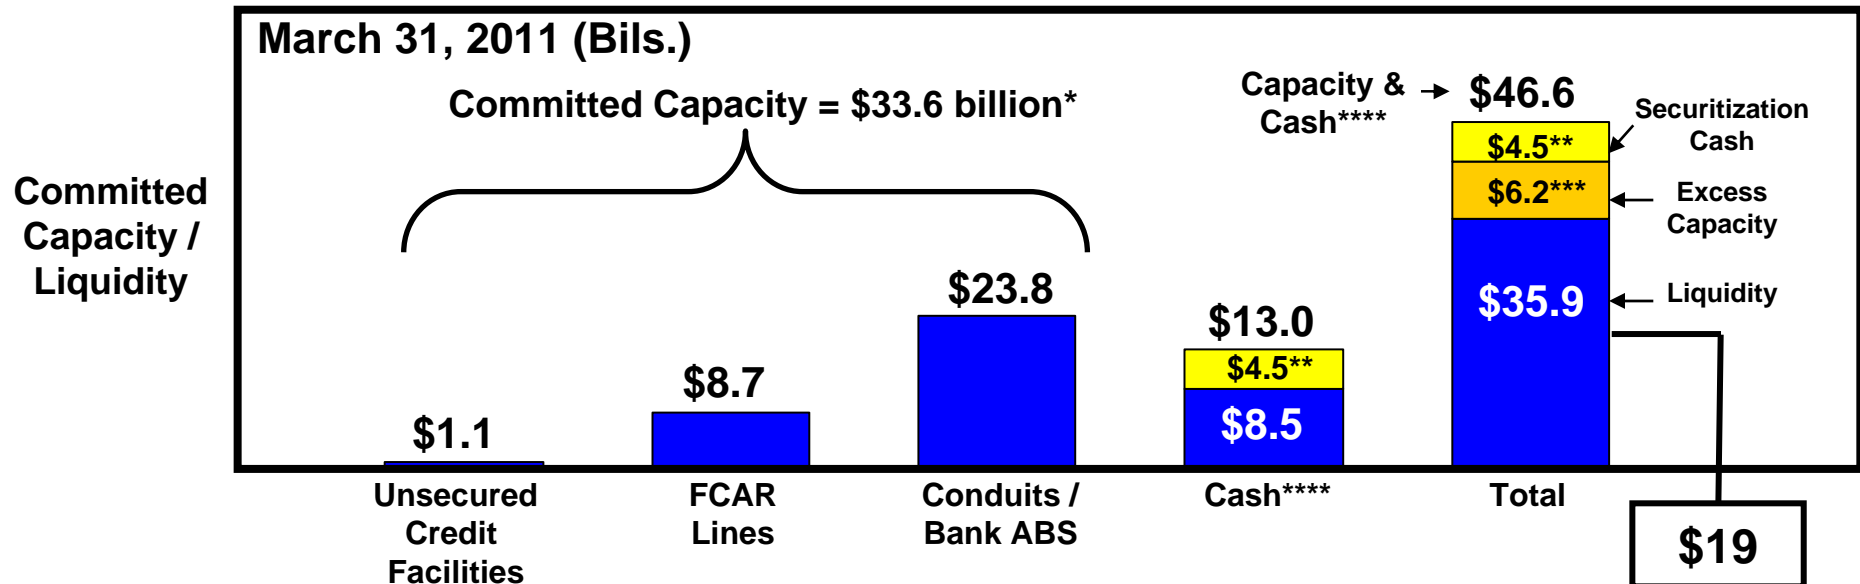 March 31, 2011 (Bils.)
Committed Capacity = $33.6 billion*
Capacity &
Cash****
$46.6
Securitization
Cash
$4.5**
$6.2***
Excess
Capacity
Committed
Capacity /
Liquidity
$35.9
Liquidity
$23.8
$13.0
$4.5**
$8.5
$8.7
$1.1
Unsecured
Credit
Facilities
FCAR
Lines
Conduits /
Bank ABS
Cash****
Total
$19